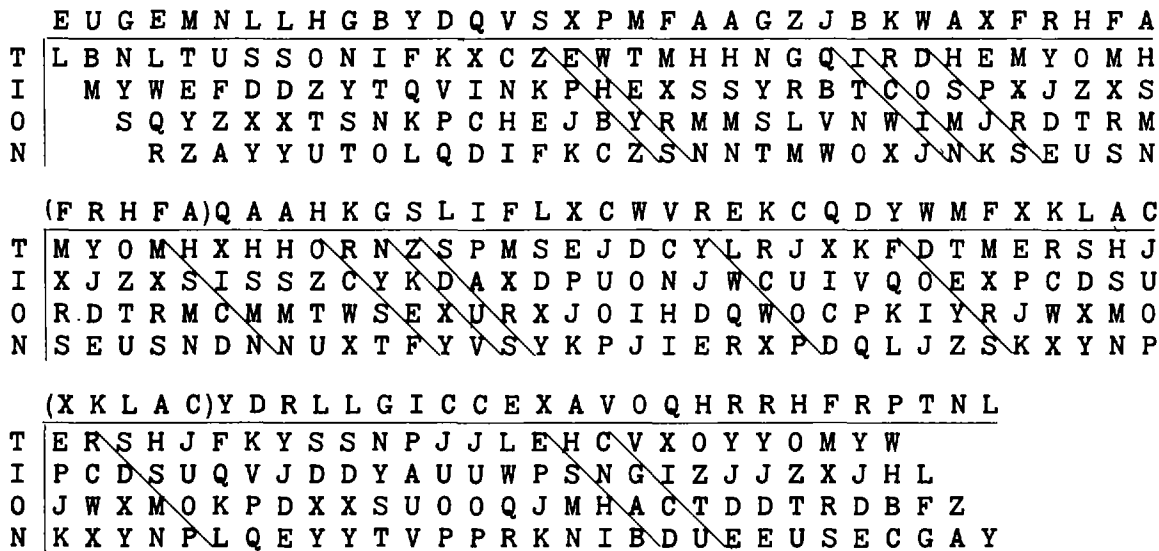 E U G E M N L L H G B Y D Q V S X P M F A A G Z J B K W A X F R H F A
T L B N L T U S S O N I F K X C Z E W T M H H N G Q I R D H E M Y O M H
I M Y W E F D D Z Y T Q V I N K P H E X S S Y R B T C O S P X J Z X S
O S Q Y Z X X T S N K P C H E J B Y R M M S L V N W I M J R D T R M
N R Z A Y Y U T O L Q D I F K C Z S N N T M W O X J N K S E U S N
(F R H F A)Q A A H K G S L I F L X C W V R E K C Q D Y W M F X K L A C
T M Y O M H X H H O R N Z S P M S E J D C Y L R J X K F D T M E R S H J
I X J Z X S I S S Z C Y K D A X D P U O N J W C U I V Q O E X P C D S U
O R D T R M C M M T W S E X U R X J O I H D Q W O C P K I Y R J W X M O
N S E U S N D N N U X T F Y V S Y K P J I E R X P D Q L J Z S K X Y N P
(X K L A C)Y D R L L G I C C E X A V O Q H R R H F R P T N L
T E R S H J F K Y S S N P J J L E H C V X O Y Y O M Y W
I P C D S U Q V J D D Y A U U W P S N G I Z J J Z X J H L
O J W X M O K P D X X S U O O Q J M H A C T D D T R D B F Z
N K X Y N P L Q E Y Y T V P P R K N I B D U E E U S E C G A Y